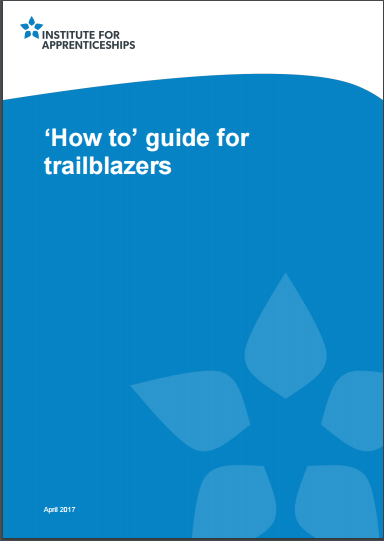 INSTITUTE FOR
APPRENTICESHIPS
‘How to’ guide for
trailblazers
April 2017